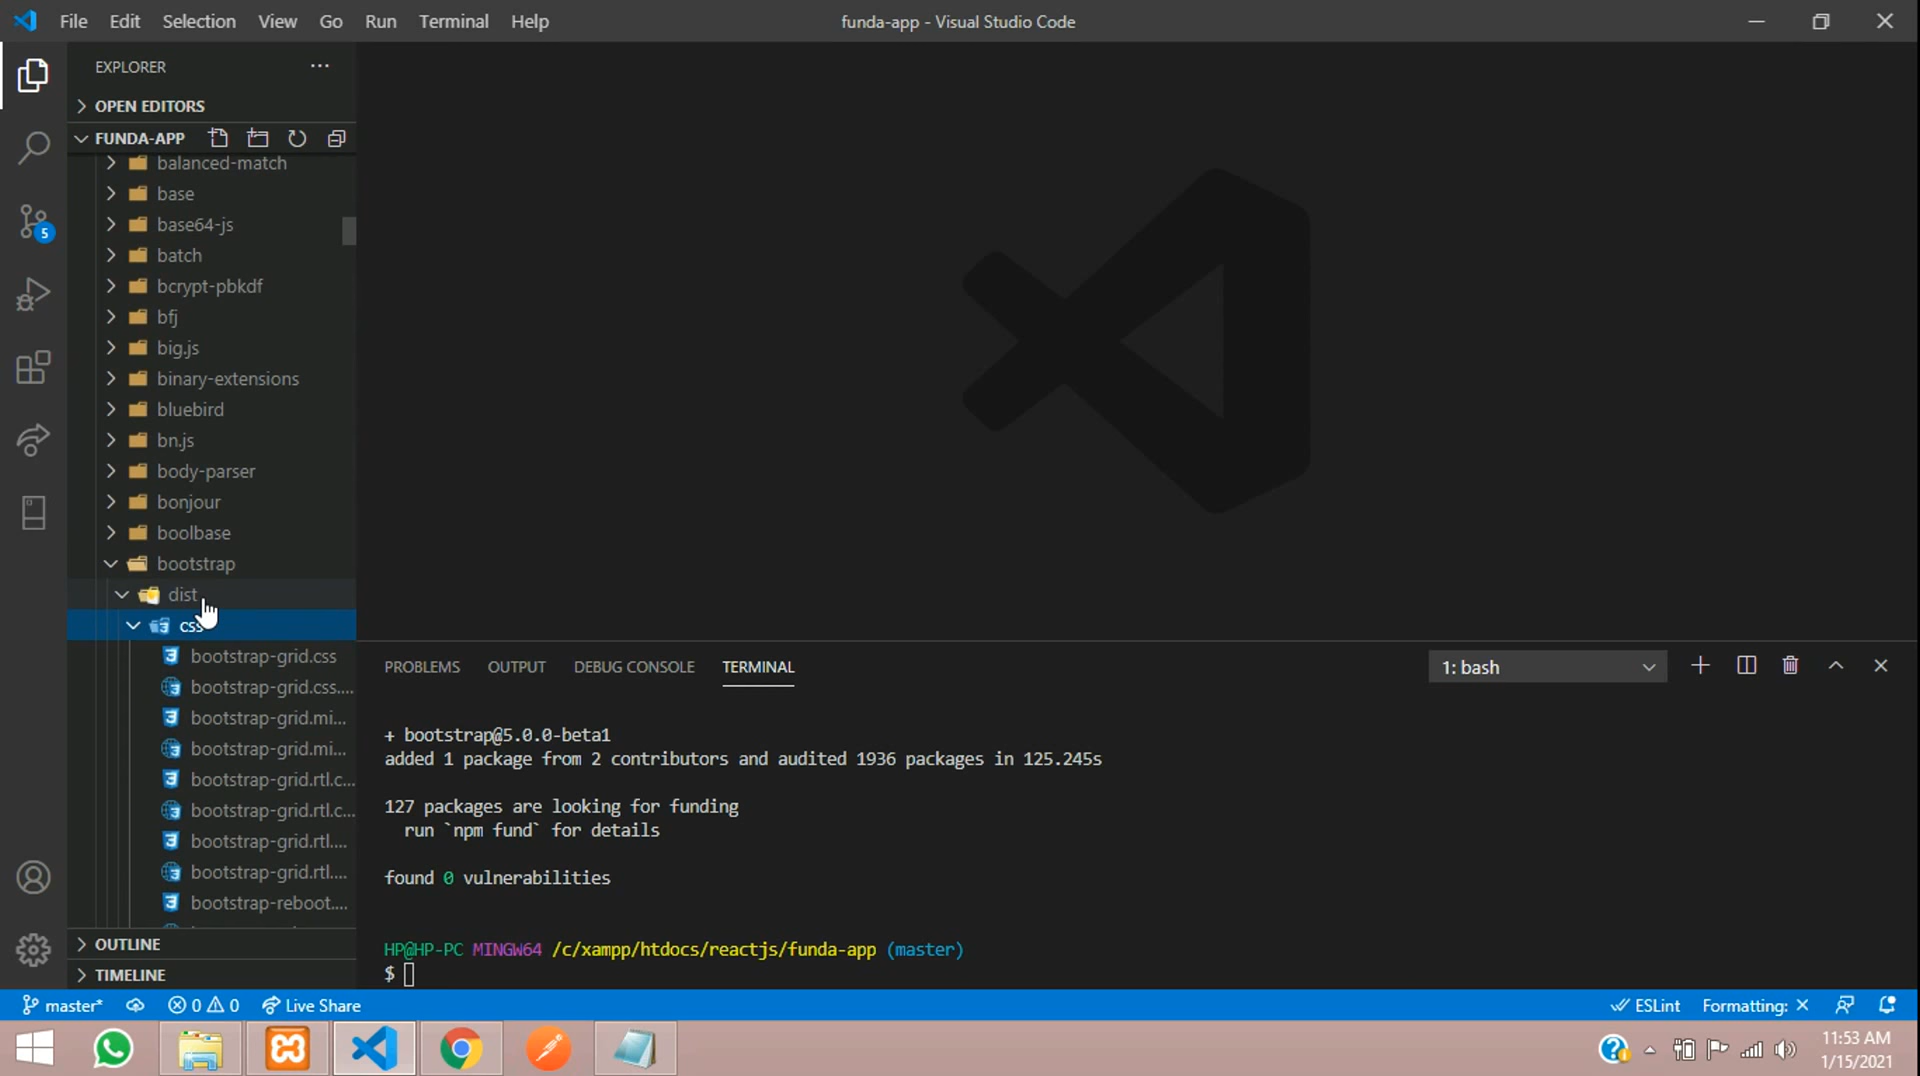 File Edit Selection View Go Run Terminal Help
funda-app - Visual Studio Code
EXPLORER
OPEN EDITORS
FUNDA-APP
balanced-match
base
base64-js
batch
bcrypt-pbkdf
bfj
big.js
binary-extensions
bluebird
bn.js
body-parser
bonjour
boolbase
bootstrap
dist
css
bootstrap-grid.css
bootstrap-grid.css....
bootstrap-grid.mi...
bootstrap-grid.mi...
bootstrap-grid.rtl.c...
bootstrap-grid.rtl.c...
bootstrap-grid.rtl....
bootstrap-grid.rtl....
bootstrap-reboot....
OUTLINE
TIMELINE
5
PROBLEMS OUTPUT DEBUG CONSOLE TERMINAL
1: bash
+ bootstrap@5.0.0-beta1
added 1 package from 2 contributors and audited 1936 packages in 125.245s
127 packages are looking for funding
run `npm fund` for details
found 0 vulnerabilities
HP@HP-PC MINGW64 /c/xampp/htdocs/reactjs/funda-app (master)
$
master* 0 0 Live Share
ESLint Formatting: ×
11:53 AM
1/15/2021